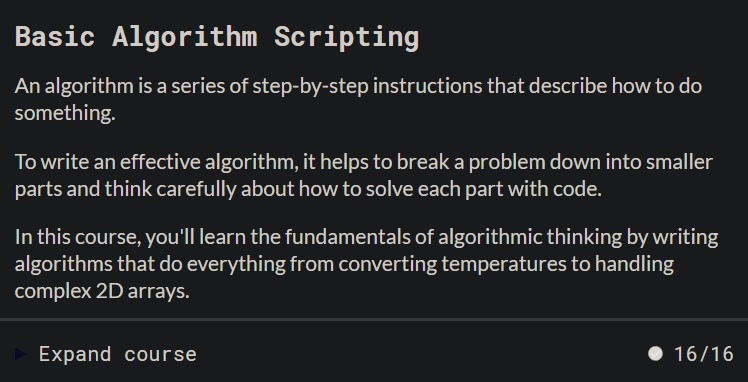 Basic Algorithm Scripting
An algorithm is a series of step-by-step instructions that describe how to do
something.
To write an effective algorithm, it helps to break a problem down into smaller
parts and think carefully about how to solve each part with code.
In this course, you'll learn the fundamentals of algorithmic thinking by writing
algorithms that do everything from converting temperatures to handling
complex 2D arrays.
Expand course 16/16